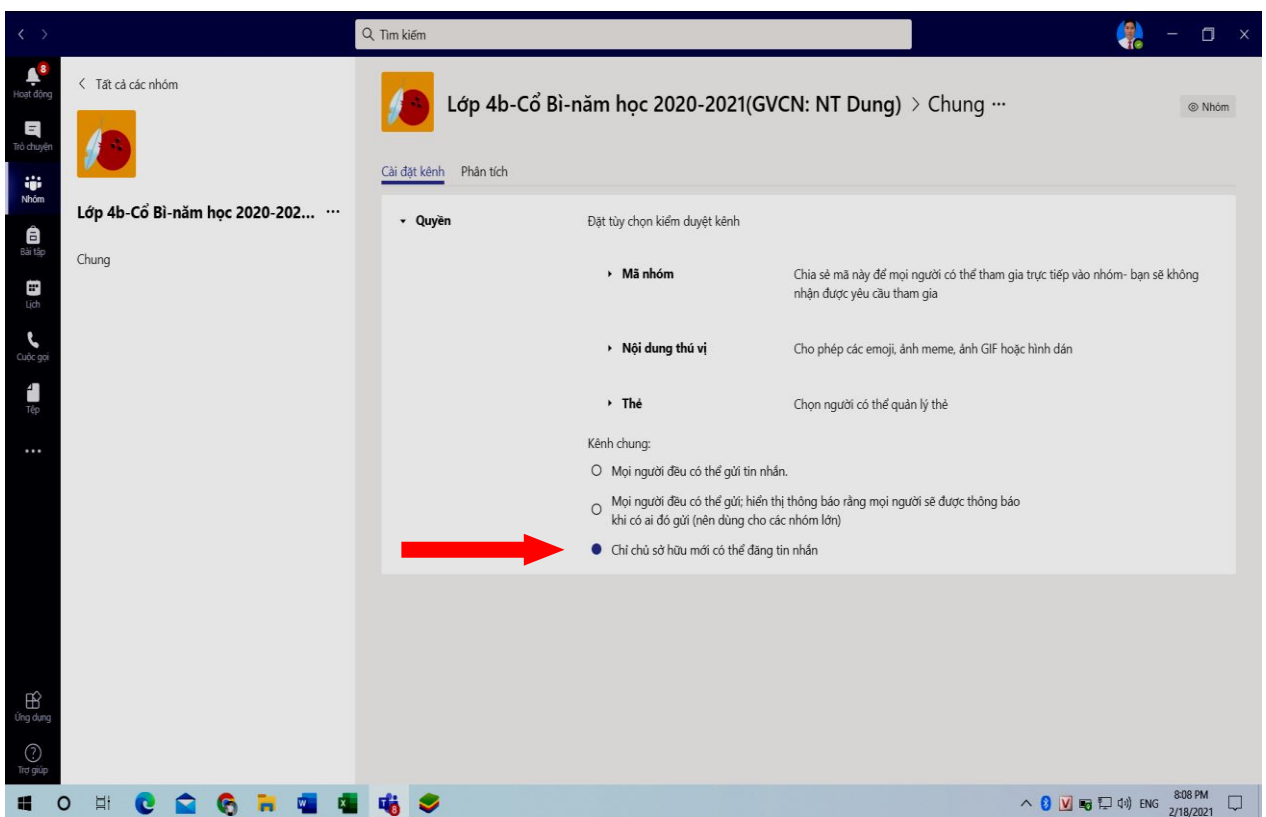 Tìm kiếm
Hoạt động
8
Trò chuyện
Nhóm
Bài tập
Lịch
Cuộc gọi
Tệp
Ứng dụng
Trợ giúp
Tất cả các nhóm
Lớp 4b-Cổ Bì-năm học 2020-202... ...
Chung
Lớp 4b-Cổ Bì-năm học 2020-2021(GVCN: NT Dung) > Chung ...
Nhóm
Cài đặt kênh Phân tích
Quyền Đặt tùy chọn kiểm duyệt kênh
Mã nhóm Chia sẻ mã này để mọi người có thể tham gia trực tiếp vào nhóm- bạn sẽ không
nhận được yêu cầu tham gia
Nội dung thú vị Cho phép các emoji, ảnh meme, ảnh GIF hoặc hình dán
Thẻ Chọn người có thể quản lý thẻ
Kênh chung:
Mọi người đều có thể gửi tin nhắn.
Mọi người đều có thể gửi; hiển thị thông báo rằng mọi người sẽ được thông báo
khi có ai đó gửi (nên dùng cho các nhóm lớn)
Chỉ chủ sở hữu mới có thể đăng tin nhắn
8
V
ENG
8:08 PM
2/18/2021